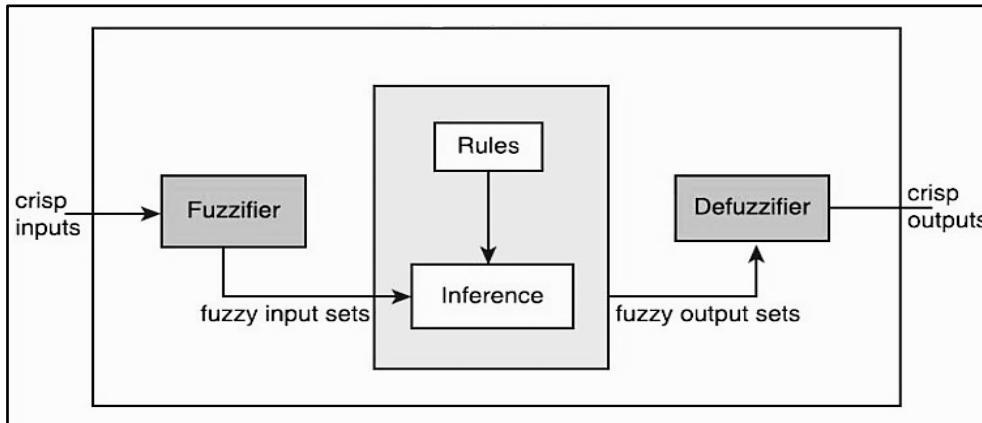 Rules
crisp
inputs
Fuzzifier
Defuzzifier
crisp
outputs
Inference
fuzzy input sets
fuzzy output sets